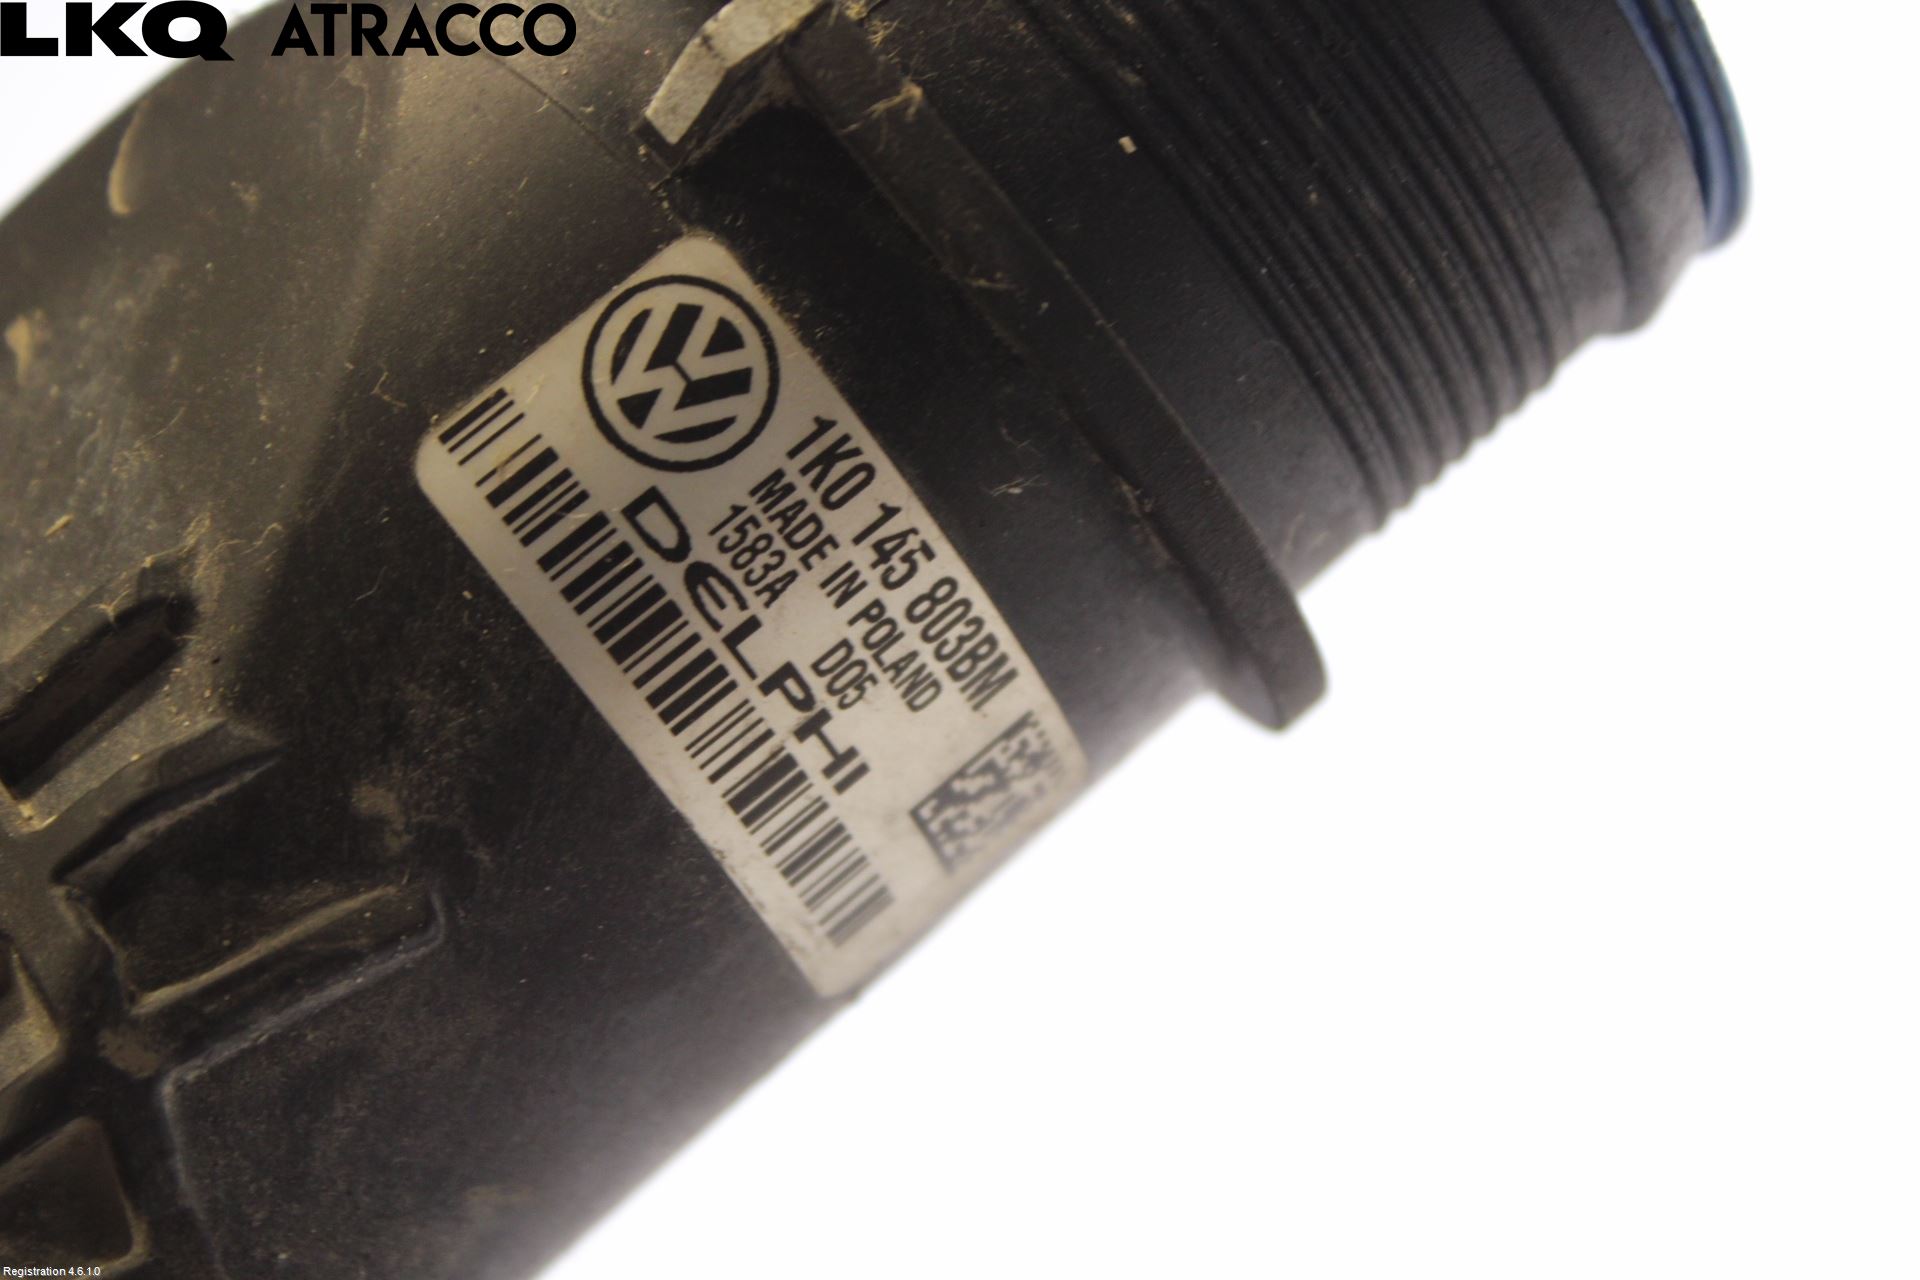 LKQ ATRACCO
1K0 145 803BM
MADE IN POLAND
1583A D05
DELPHI
Registration 4.6.1.0